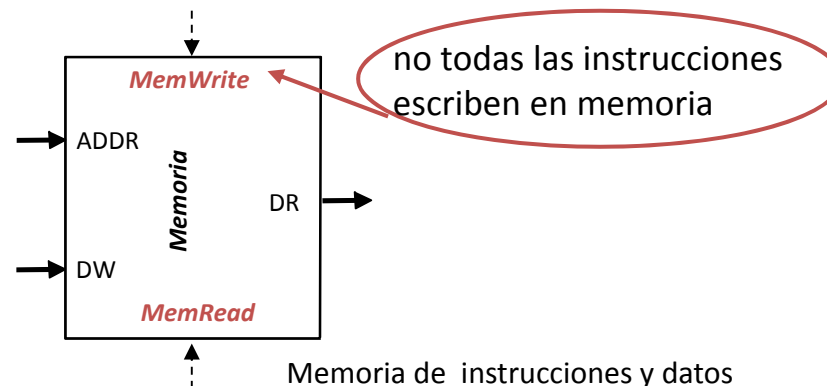 MemWrite
no todas las instrucciones
escriben en memoria
ADDR
Memoria
DR
DW
MemRead
Memoria de instrucciones y datos